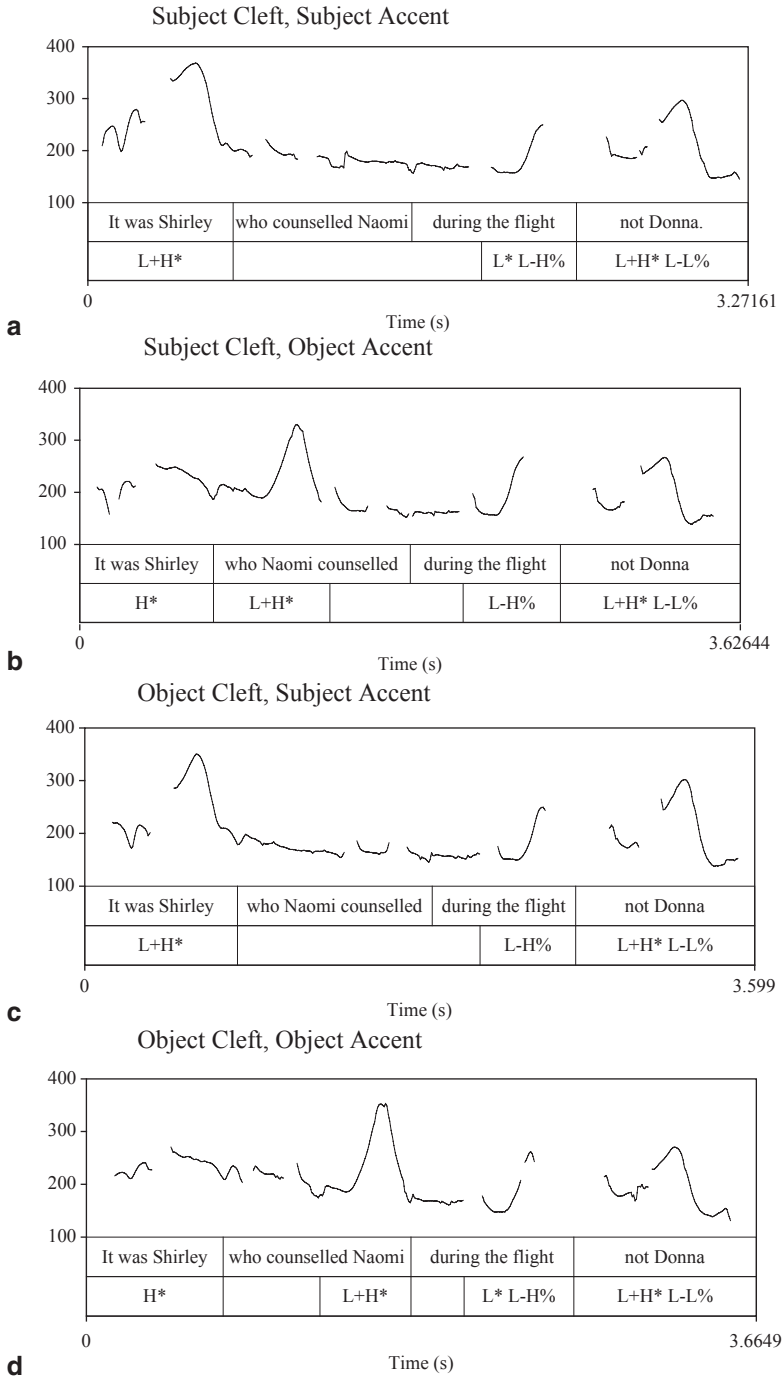 Subject Cleft, Subject Accent
400
300
200
100
It was Shirley who counselled Naomi during the flight not Donna.
L+H* L* L-H% L+H* L-L%
0 3.27161
Time (s)
a
Subject Cleft, Object Accent
400
300
200
100
It was Shirley who Naomi counselled during the flight not Donna
H* L+H* L-H% L+H* L-L%
0 3.62644
Time (s)
b
Object Cleft, Subject Accent
400
300
200
100
It was Shirley who Naomi counselled during the flight not Donna
L+H* L-H% L+H* L-L%
0 3.599
Time (s)
c
Object Cleft, Object Accent
400
300
200
100
It was Shirley who counselled Naomi during the flight not Donna
H* L+H* L* L-H% L+H* L-L%
0 3.6649
Time (s)
d